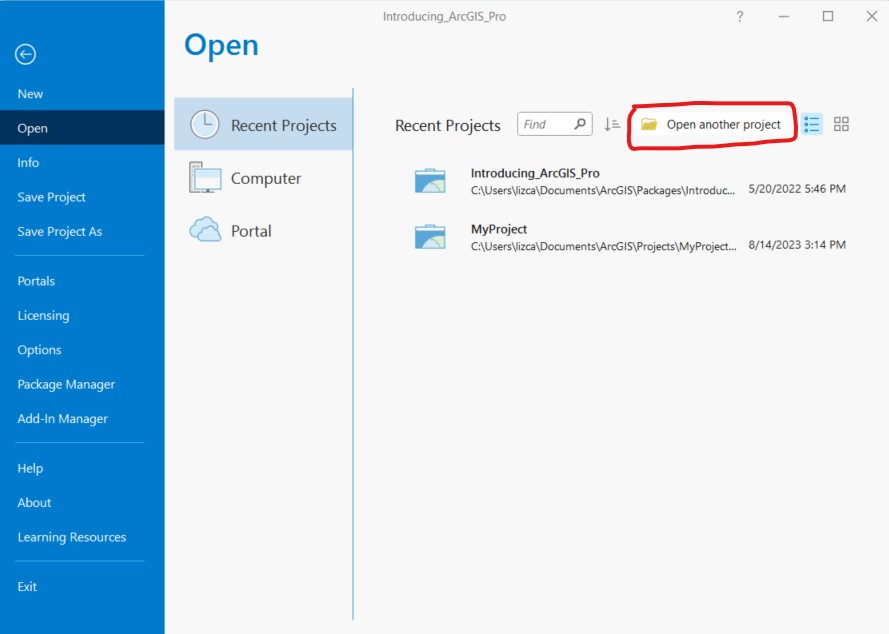 Introducing_ArcGIS_Pro
?
Open
New
Open
Info
Save Project
Save Project As
Portals
Licensing
Options
Package Manager
Add-In Manager
Help
About
Learning Resources
Exit
Recent Projects
Computer
Portal
Recent Projects Find Open another project
Introducing_ArcGIS_Pro
C:\Users\lizca\Documents\ArcGIS\Packages\Introduc... 5/20/2022 5:46 PM
MyProject
C:\Users\lizca\Documents\ArcGIS\Projects\MyProject... 8/14/2023 3:14 PM